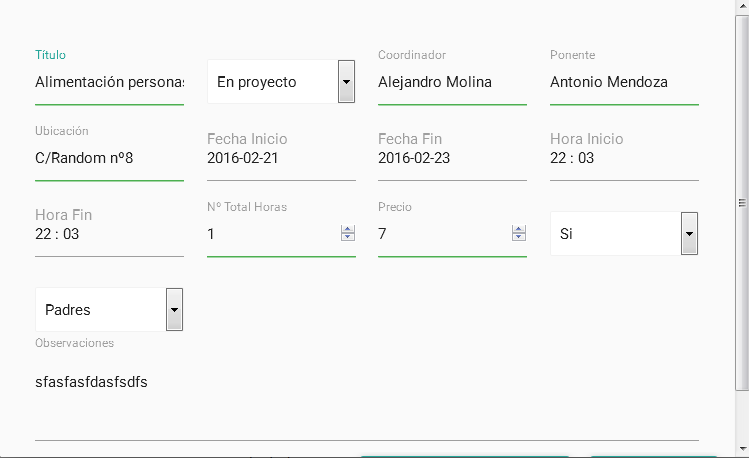 Título
Coordinador
Ponente
Alimentación personas
En proyecto
Alejandro Molina
Antonio Mendoza
Ubicación
Fecha Inicio
Fecha Fin
Hora Inicio
C/Random nº8
2016-02-21
2016-02-23
22 : 03
Hora Fin
Nº Total Horas
Precio
22 : 03
1
7
Si
Padres
Observaciones
sfasfasfdasfsdfs